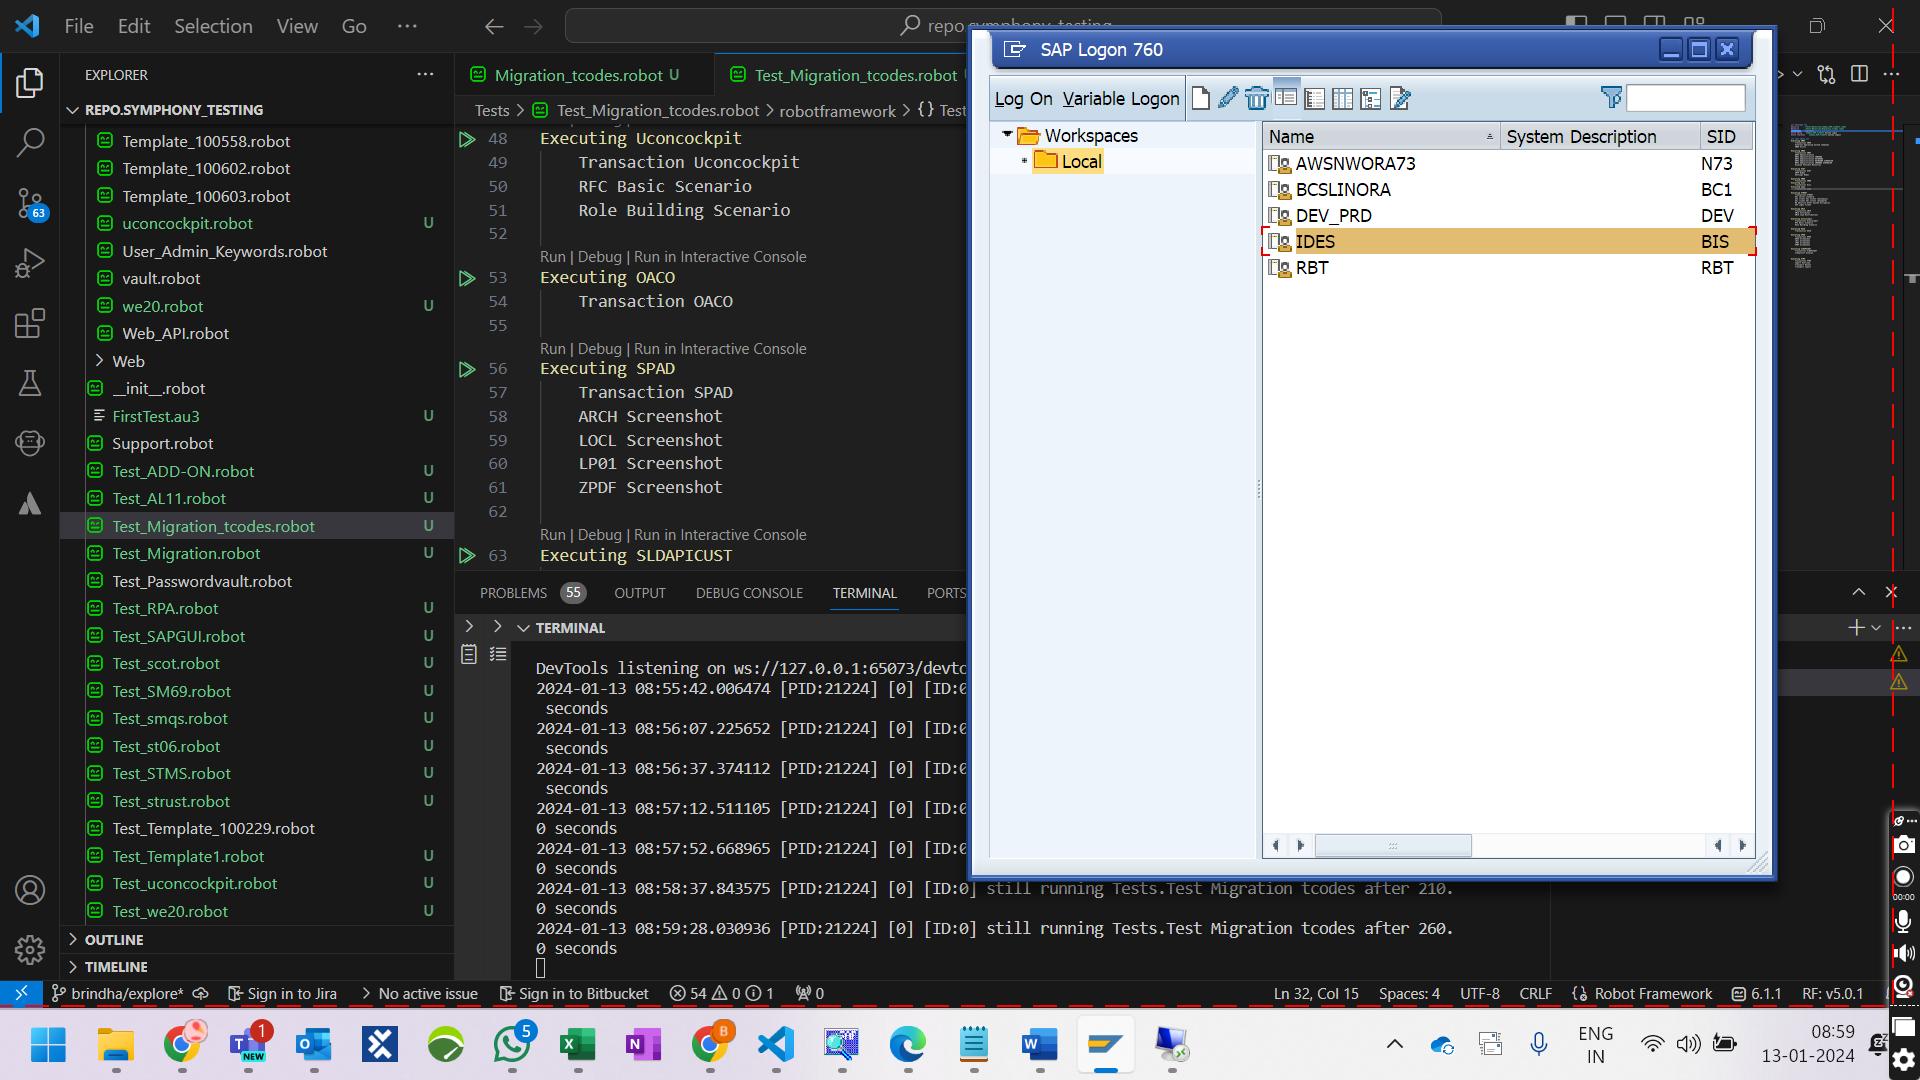 File Edit Selection View Go ···
EXPLORER
REPO.SYMPHONY_TESTING
Template_100558.robot
Template_100602.robot
Template_100603.robot
uconcockpit.robot U
User_Admin_Keywords.robot
vault.robot
we20.robot U
Web_API.robot
Web
__init__.robot
FirstTest.au3 U
Support.robot
Test_ADD-ON.robot U
Test_AL11.robot U
Test_Migration_tcodes.robot U
Test_Migration.robot U
Test_Passwordvault.robot
Test_RPA.robot U
Test_SAPGUI.robot U
Test_scot.robot U
Test_SM69.robot U
Test_smqs.robot U
Test_st06.robot U
Test_STMS.robot U
Test_strust.robot U
Test_Template_100229.robot
Test_Template1.robot U
Test_uconcockpit.robot U
Test_we20.robot U
OUTLINE
TIMELINE
63
Migration_tcodes.robot U Test_Migration_tcodes.robot
Tests > Test_Migration_tcodes.robot > robotframework > {} Test
48 Executing Uconcockpit
49 Transaction Uconcockpit
50 RFC Basic Scenario
51 Role Building Scenario
52
Run | Debug | Run in Interactive Console
53 Executing OACO
54 Transaction OACO
55
Run | Debug | Run in Interactive Console
56 Executing SPAD
57 Transaction SPAD
58 ARCH Screenshot
59 LOCL Screenshot
60 LP01 Screenshot
61 ZPDF Screenshot
62
Run | Debug | Run in Interactive Console
63 Executing SLDAPICUST
PROBLEMS 55 OUTPUT DEBUG CONSOLE TERMINAL PORTS
TERMINAL
DevTools listening on ws://127.0.0.1:65073/devto
2024-01-13 08:55:42.006474 [PID:21224] [0] [ID:0
seconds
2024-01-13 08:56:07.225652 [PID:21224] [0] [ID:0
seconds
2024-01-13 08:56:37.374112 [PID:21224] [0] [ID:0
seconds
2024-01-13 08:57:12.511105 [PID:21224] [0] [ID:0
0 seconds
2024-01-13 08:57:52.668965 [PID:21224] [0] [ID:0
0 seconds
2024-01-13 08:58:37.843575 [PID:21224] [0] [ID:0] still running Tests.Test Migration tcodes after 210.
0 seconds
2024-01-13 08:59:28.030936 [PID:21224] [0] [ID:0] still running Tests.Test Migration tcodes after 260.
0 seconds
SAP Logon 760
Log On Variable Logon
Workspaces
Local
Name System Description SID
AWSNWORA73 N73
BCSLINORA BC1
DEV_PRD DEV
IDES BIS
RBT RBT
00:00
brindha/explore* Sign in to Jira No active issue Sign in to Bitbucket 54 0 1 0 Ln 32, Col 15 Spaces: 4 UTF-8 CRLF {} Robot Framework 6.1.1 RF: v5.0.1
1
NEW
5
B
ENG
IN
08:59
13-01-2024